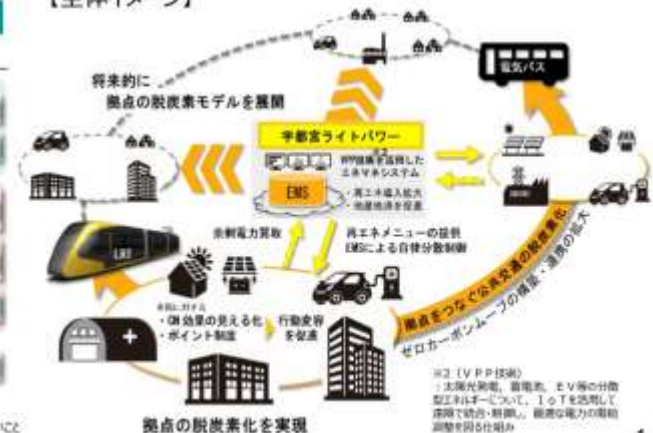 【全体イメージ】
電気バス
将来的に
拠点の脱炭素モデルを展開
宇都宮ライトパワー
※2
VPP技術を活用した
エネマネシステム
EMS
・再エネ導入拡大
・地産地消を促進
余剰電力買取
再エネメニューの提供
EMSによる自律分散制御
LRT
市民に対する
・CN効果の見える化
・ポイント制度
行動変容
を促進
拠点をつなぐ公共交通の脱炭素化
ゼロカーボンムーブの構築・連携の拡大
拠点の脱炭素化を実現
※2（VPP技術）
：太陽光発電，蓄電池，EV等の分散
型エネルギーについて，IoTを活用して
遠隔で統合・制御し，最適な電力の需給
調整を図る仕組み